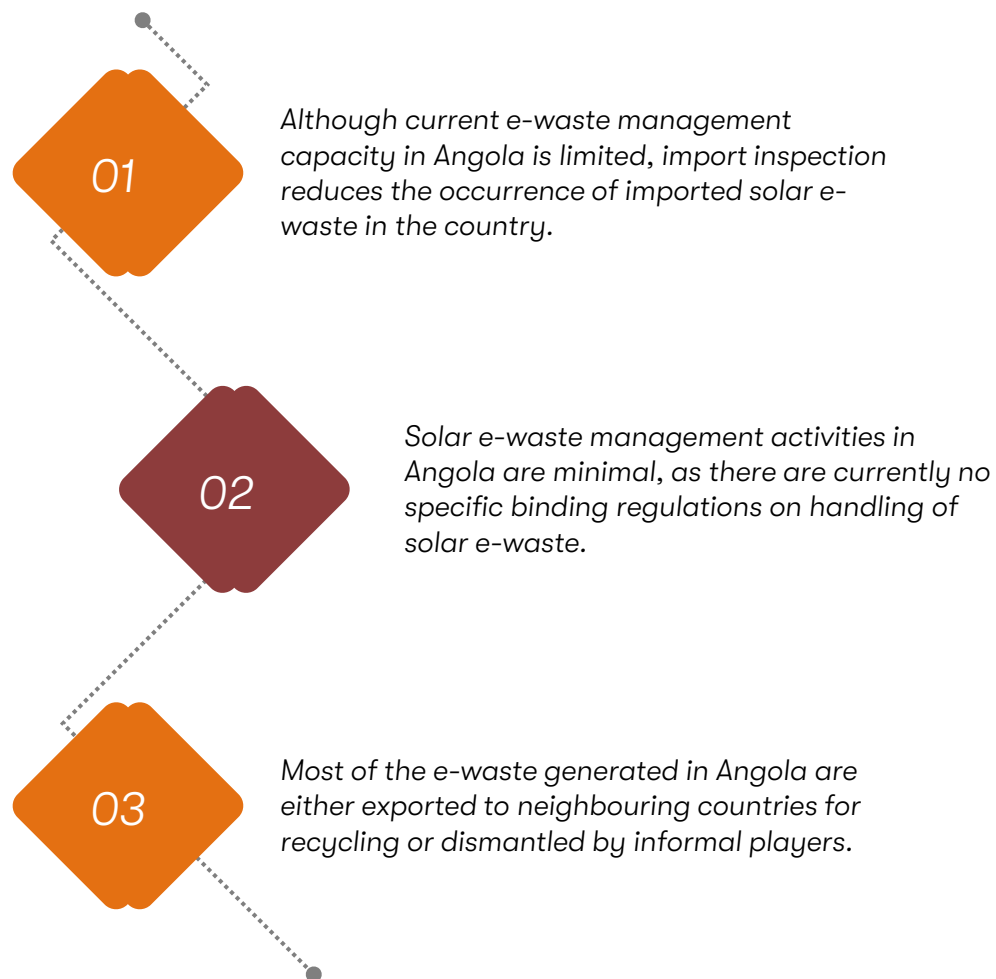 01
Although current e-waste management
capacity in Angola is limited, import inspection
reduces the occurrence of imported solar e-
waste in the country.
02
Solar e-waste management activities in
Angola are minimal, as there are currently no
specific binding regulations on handling of
solar e-waste.
03
Most of the e-waste generated in Angola are
either exported to neighbouring countries for
recycling or dismantled by informal players.